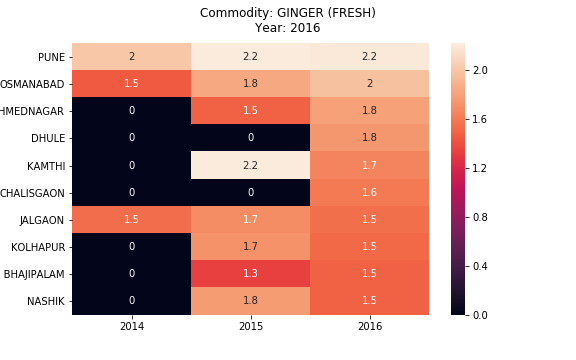 Commodity: GINGER (FRESH)
Year: 2016
PUNE 2 2.2 2.2
OSMANABAD 1.5 1.8 2
HMEDNAGAR 0 1.5 1.8
DHULE 0 0 1.8
KAMTHI 0 2.2 1.7
CHALISGAON 0 0 1.6
JALGAON 1.5 1.7 1.5
KOLHAPUR 0 1.7 1.5
BHAJIPALAM 0 1.3 1.5
NASHIK 0 1.8 1.5
2014 2015 2016
2.0
1.6
1.2
0.8
0.4
0.0